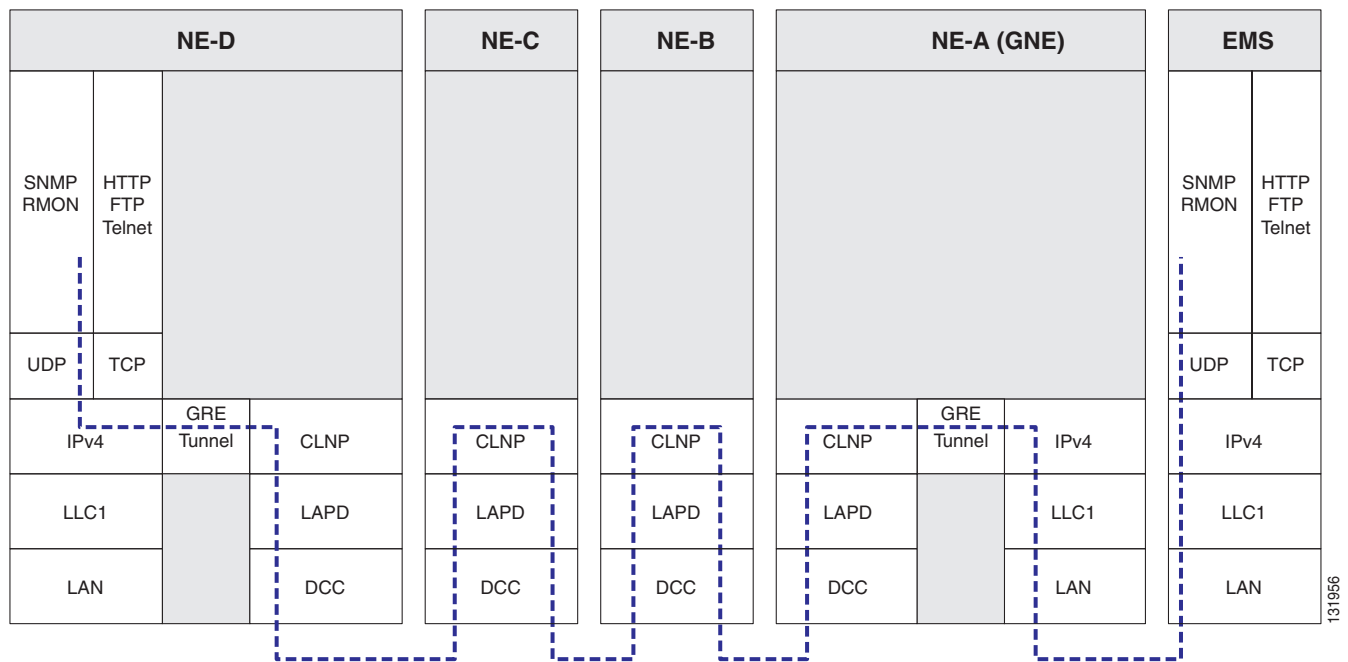 NE-D
NE-C
NE-B
NE-A (GNE)
EMS
SNMP
RMON
HTTP
FTP
Telnet
SNMP
RMON
HTTP
FTP
Telnet
UDP
TCP
UDP
TCP
IPv4
GRE
Tunnel
CLNP
CLNP
CLNP
CLNP
GRE
Tunnel
IPv4
IPv4
LLC1
LAPD
LAPD
LAPD
LAPD
LLC1
LLC1
LAN
DCC
DCC
DCC
DCC
LAN
LAN
131956